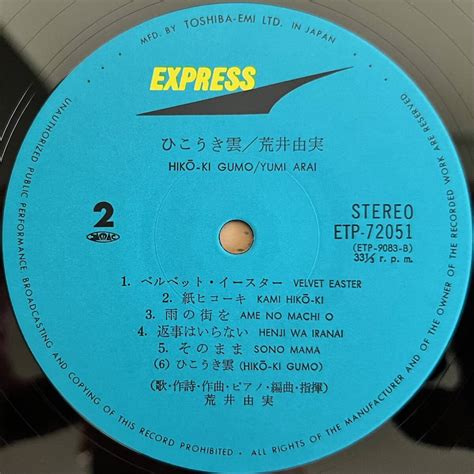 MFD. BY TOSHIBA-EMI LTD. IN JAPAN
EXPRESS
ひこうき雲/荒井由実
HIKŌ-KI GUMO/YUMI ARAI
2
STEREO
ETP-72051
(ETP-9083-B)
33⅓ r.p.m.
1. ベルベット・イースター VELVET EASTER
2. 紙ヒコーキ KAMI HIKŌ-KI
3. 雨の街を AME NO MACHI O
4. 返事はいらない HENJI WA IRANAI
5. そのまま SONO MAMA
(6) ひこうき雲 (HIKŌ-KI GUMO)
(歌・作詩・作曲・ピアノ・編曲・指揮)
荒井由実
UNAUTHORIZED PUBLIC PERFORMANCE BROADCASTING AND COPYING OF THIS RECORD PROHIBITED • ALL RIGHTS OF THE MANUFACTURER AND OF THE OWNER OF THE RECORDED WORK RESERVED